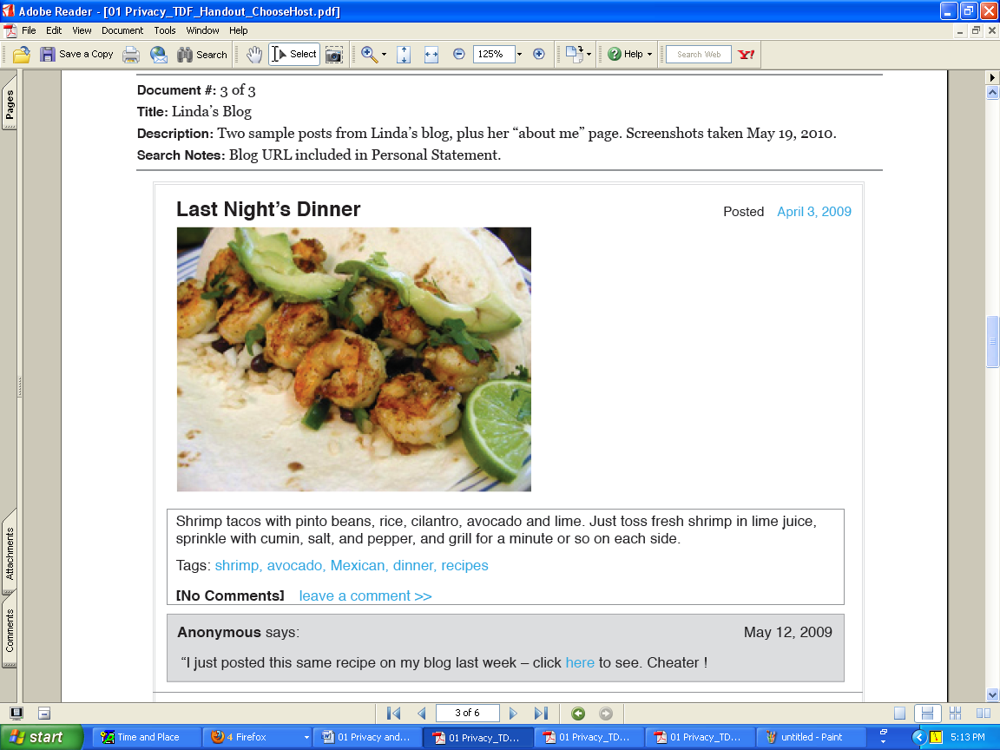 Adobe Reader - [01 Privacy_TDF_Handout_ChooseHost.pdf]
File Edit View Document Tools Window Help
Save a Copy Search Select 125% Help Search Web Y!
Pages
Document #: 3 of 3
Title: Linda’s Blog
Description: Two sample posts from Linda’s blog, plus her “about me” page. Screenshots taken May 19, 2010.
Search Notes: Blog URL included in Personal Statement.
Last Night’s Dinner
Posted April 3, 2009
Shrimp tacos with pinto beans, rice, cilantro, avocado and lime. Just toss fresh shrimp in lime juice,
sprinkle with cumin, salt, and pepper, and grill for a minute or so on each side.
Tags: shrimp, avocado, Mexican, dinner, recipes
[No Comments] leave a comment >>
Anonymous says: May 12, 2009
“I just posted this same recipe on my blog last week – click here to see. Cheater !
Attachments
Comments
3 of 6
start Time and Place 4 Firefox 01 Privacy and... 01 Privacy_TD... 01 Privacy_TD... 01 Privacy_TD... untitled - Paint 5:13 PM